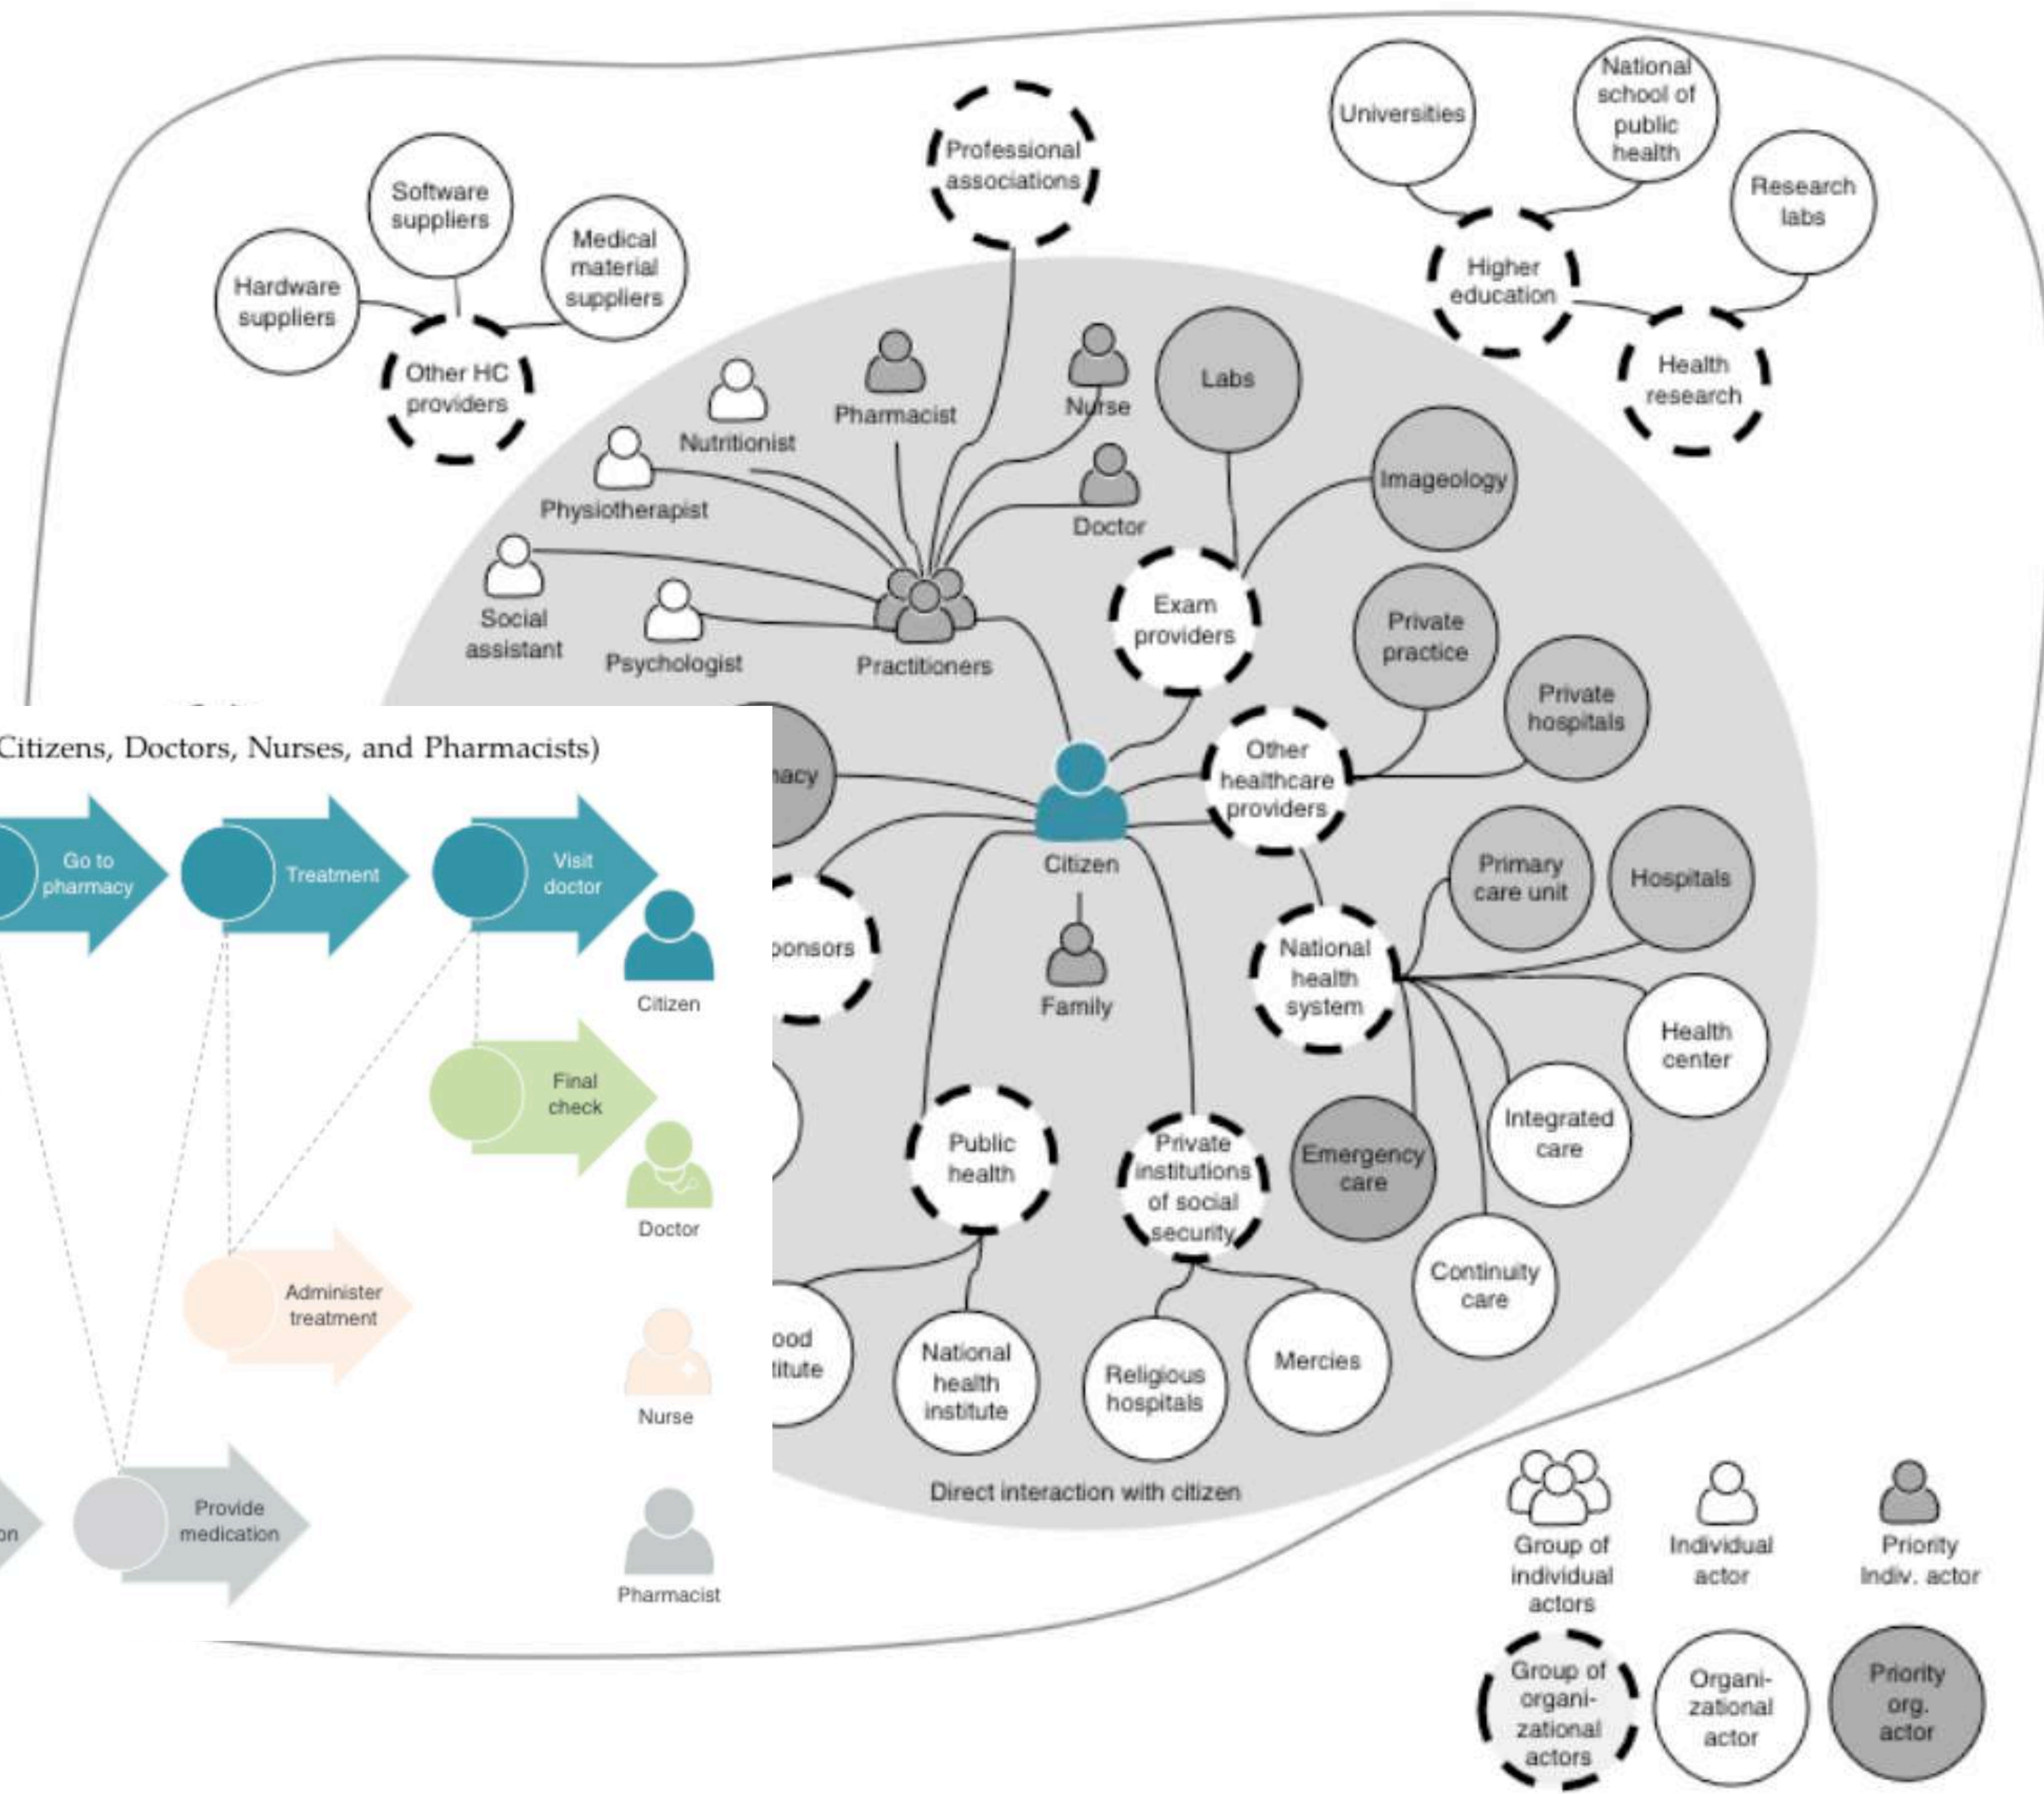 Universities
National
school of
public
health
Research
labs
Higher
education
Health
research
Professional
associations
Software
suppliers
Hardware
suppliers
Medical
material
suppliers
Other HC
providers
Pharmacist
Nutritionist
Physiotherapist
Social
assistant
Psychologist
Practitioners
Nurse
Doctor
Labs
Imageology
Exam
providers
Private
practice
Private
hospitals
Other
healthcare
providers
Citizen
Family
Primary
care unit
Hospitals
National
health
system
Health
center
Integrated
care
Emergency
care
Continuity
care
Public
health
Private
institutions
of social
security
National
health
institute
Religious
hospitals
Mercies
Direct interaction with citizen
Citizens, Doctors, Nurses, and Pharmacists)
Go to
pharmacy
Treatment
Visit
doctor
Citizen
Final
check
Doctor
Administer
treatment
Nurse
on
Provide
medication
Pharmacist
macy
ponsors
ood
titute
Group of
individual
actors
Individual
actor
Priority
Indiv. actor
Group of
organi-
zational
actors
Organi-
zational
actor
Priority
org.
actor